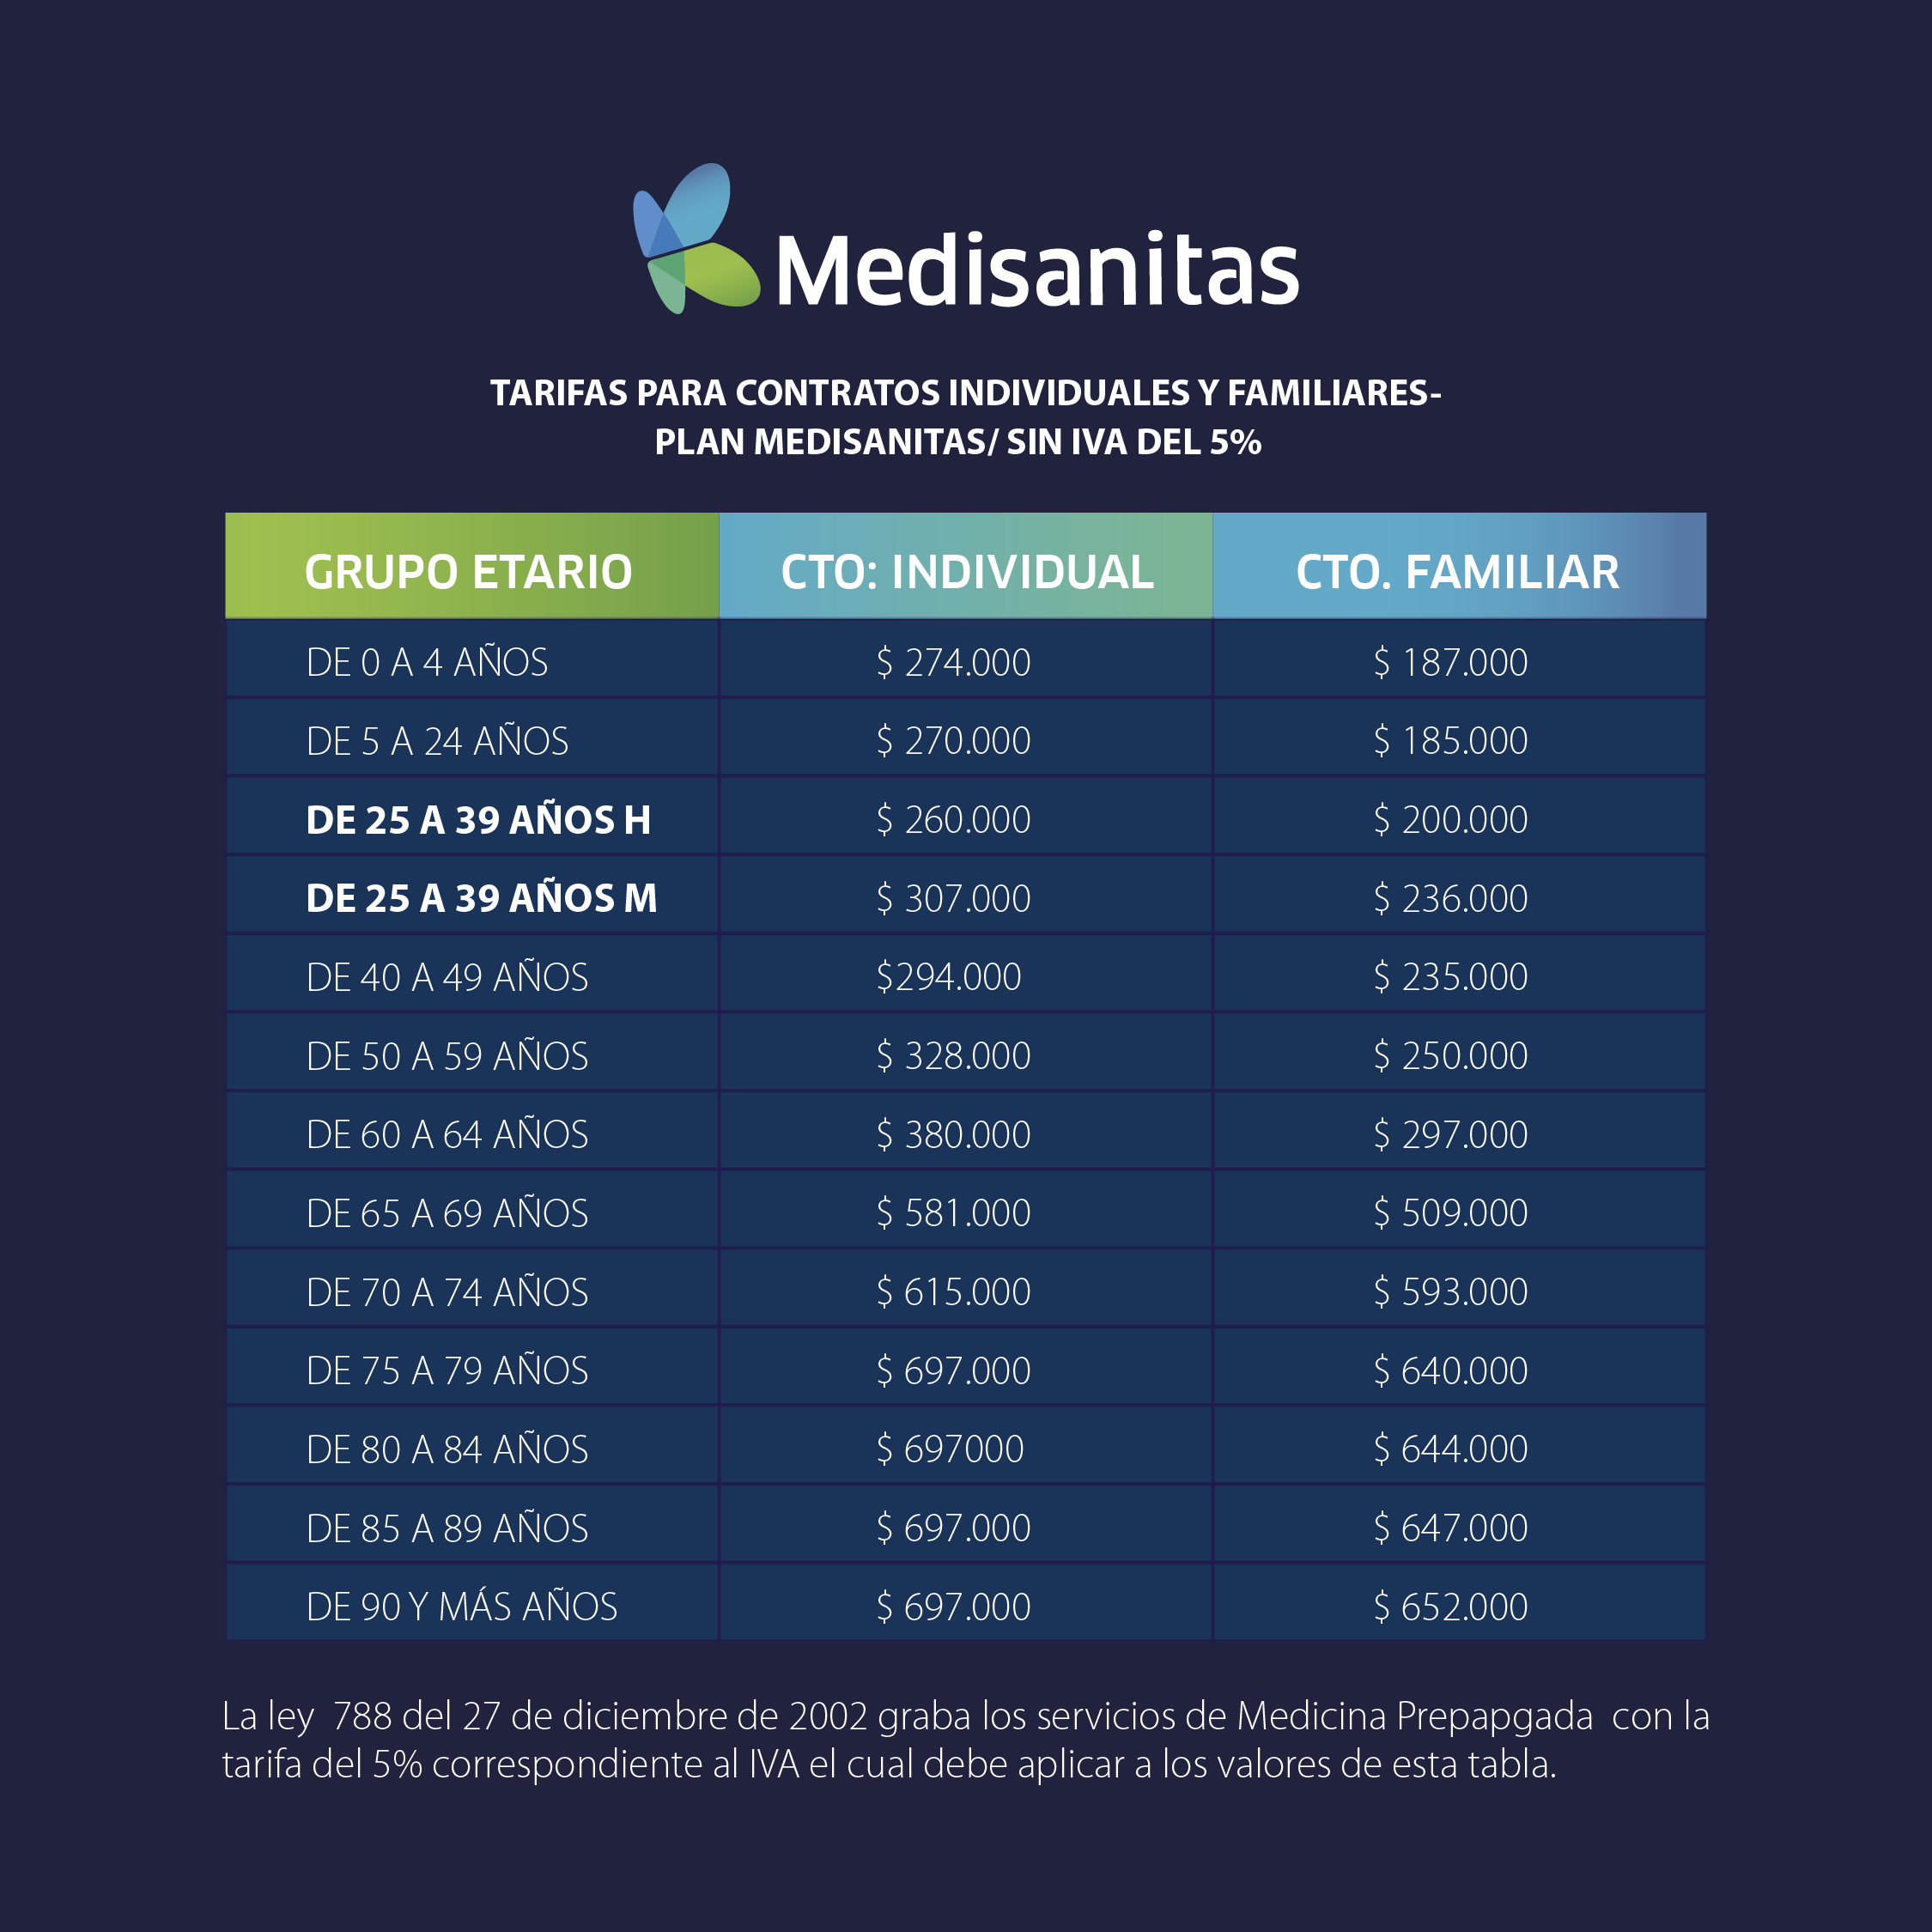 Medisanitas
TARIFAS PARA CONTRATOS INDIVIDUALES Y FAMILIARES-
PLAN MEDISANITAS/ SIN IVA DEL 5%
GRUPO ETARIO CTO: INDIVIDUAL CTO. FAMILIAR
DE 0 A 4 AÑOS $ 274.000 $ 187.000
DE 5 A 24 AÑOS $ 270.000 $ 185.000
DE 25 A 39 AÑOS H $ 260.000 $ 200.000
DE 25 A 39 AÑOS M $ 307.000 $ 236.000
DE 40 A 49 AÑOS $294.000 $ 235.000
DE 50 A 59 AÑOS $ 328.000 $ 250.000
DE 60 A 64 AÑOS $ 380.000 $ 297.000
DE 65 A 69 AÑOS $ 581.000 $ 509.000
DE 70 A 74 AÑOS $ 615.000 $ 593.000
DE 75 A 79 AÑOS $ 697.000 $ 640.000
DE 80 A 84 AÑOS $ 697000 $ 644.000
DE 85 A 89 AÑOS $ 697.000 $ 647.000
DE 90 Y MÁS AÑOS $ 697.000 $ 652.000
La ley 788 del 27 de diciembre de 2002 graba los servicios de Medicina Prepapgada con la
tarifa del 5% correspondiente al IVA el cual debe aplicar a los valores de esta tabla.